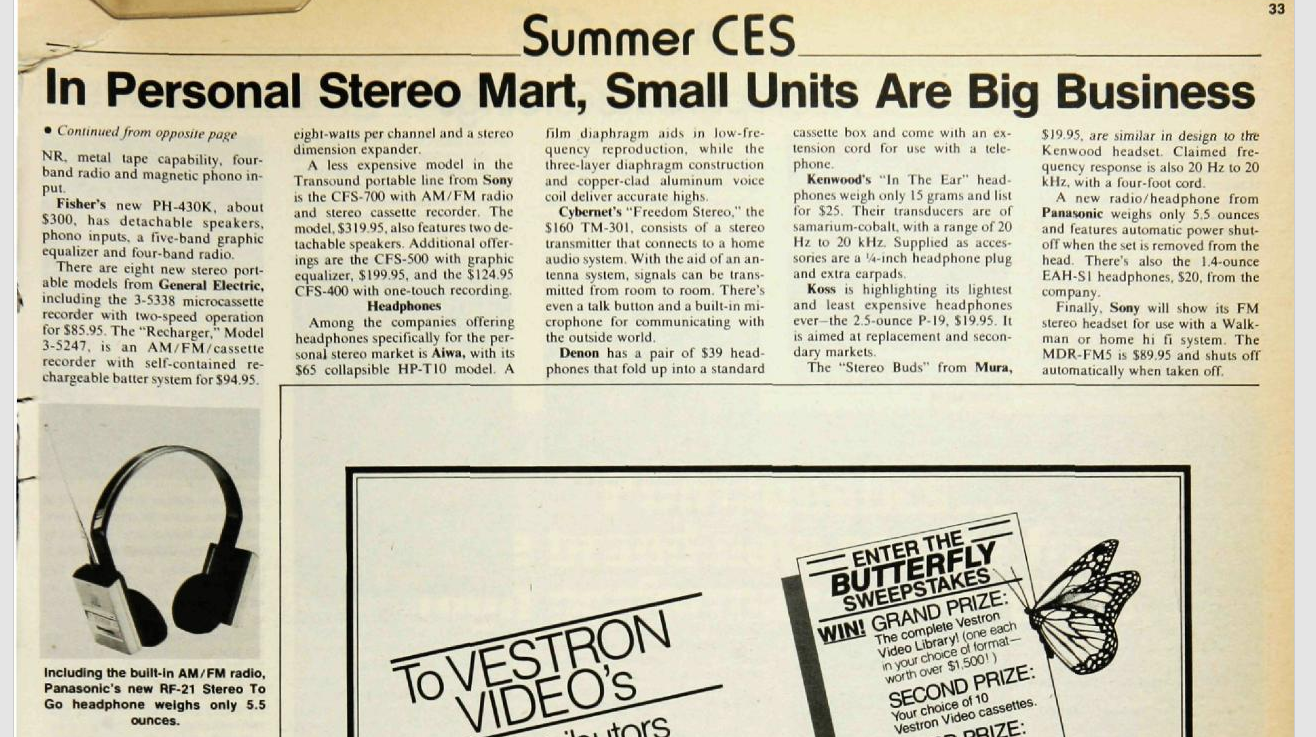 33
Summer CES
In Personal Stereo Mart, Small Units Are Big Business
• Continued from opposite page
NR, metal tape capability, four-
band radio and magnetic phono in-
put.
Fisher's new PH-430K, about
$300, has detachable speakers,
phono inputs, a five-band graphic
equalizer and four-band radio.
There are eight new stereo port-
able models from General Electric,
including the 3-5338 microcassette
recorder with two-speed operation
for $85.95. The "Recharger," Model
3-5247, is an AM/FM/cassette
recorder with self-contained re-
chargeable batter system for $94.95.
eight-watts per channel and a stereo
dimension expander.
A less expensive model in the
Transound portable line from Sony
is the CFS-700 with AM/FM radio
and stereo cassette recorder. The
model, $319.95, also features two de-
tachable speakers. Additional offer-
ings are the CFS-500 with graphic
equalizer, $199.95, and the $124.95
CFS-400 with one-touch recording.
Headphones
Among the companies offering
headphones specifically for the per-
sonal stereo market is Aiwa, with its
$65 collapsible HP-T10 model. A
film diaphragm aids in low-fre-
quency reproduction, while the
three-layer diaphragm construction
and copper-clad aluminum voice
coil deliver accurate highs.
Cybernet's "Freedom Stereo," the
$160 TM-301, consists of a stereo
transmitter that connects to a home
audio system. With the aid of an an-
tenna system, signals can be trans-
mitted from room to room. There's
even a talk button and a built-in mi-
crophone for communicating with
the outside world.
Denon has a pair of $39 head-
phones that fold up into a standard
cassette box and come with an ex-
tension cord for use with a tele-
phone.
Kenwood's "In The Ear" head-
phones weigh only 15 grams and list
for $25. Their transducers are of
samarium-cobalt, with a range of 20
Hz to 20 kHz. Supplied as acces-
sories are a ¼-inch headphone plug
and extra earpads.
Koss is highlighting its lightest
and least expensive headphones
ever—the 2.5-ounce P-19, $19.95. It
is aimed at replacement and secon-
dary markets.
The "Stereo Buds" from Mura,
$19.95, are similar in design to the
Kenwood headset. Claimed fre-
quency response is also 20 Hz to 20
kHz, with a four-foot cord.
A new radio/headphone from
Panasonic weighs only 5.5 ounces
and features automatic power shut-
off when the set is removed from the
head. There's also the 1.4-ounce
EAH-S1 headphones, $20, from the
company.
Finally, Sony will show its FM
stereo headset for use with a Walk-
man or home hi fi system. The
MDR-FM5 is $89.95 and shuts off
automatically when taken off.
Including the built-in AM/FM radio,
Panasonic's new RF-21 Stereo To
Go headphone weighs only 5.5
ounces.
To VESTRON
VIDEO's
ENTER THE
BUTTERFLY
SWEEPSTAKES
WIN! GRAND PRIZE:
The complete Vestron
Video Library! (one each
in your choice of format—
worth over $1,500!)
SECOND PRIZE:
Your choice of 10
Vestron Video cassettes.
PRIZE: